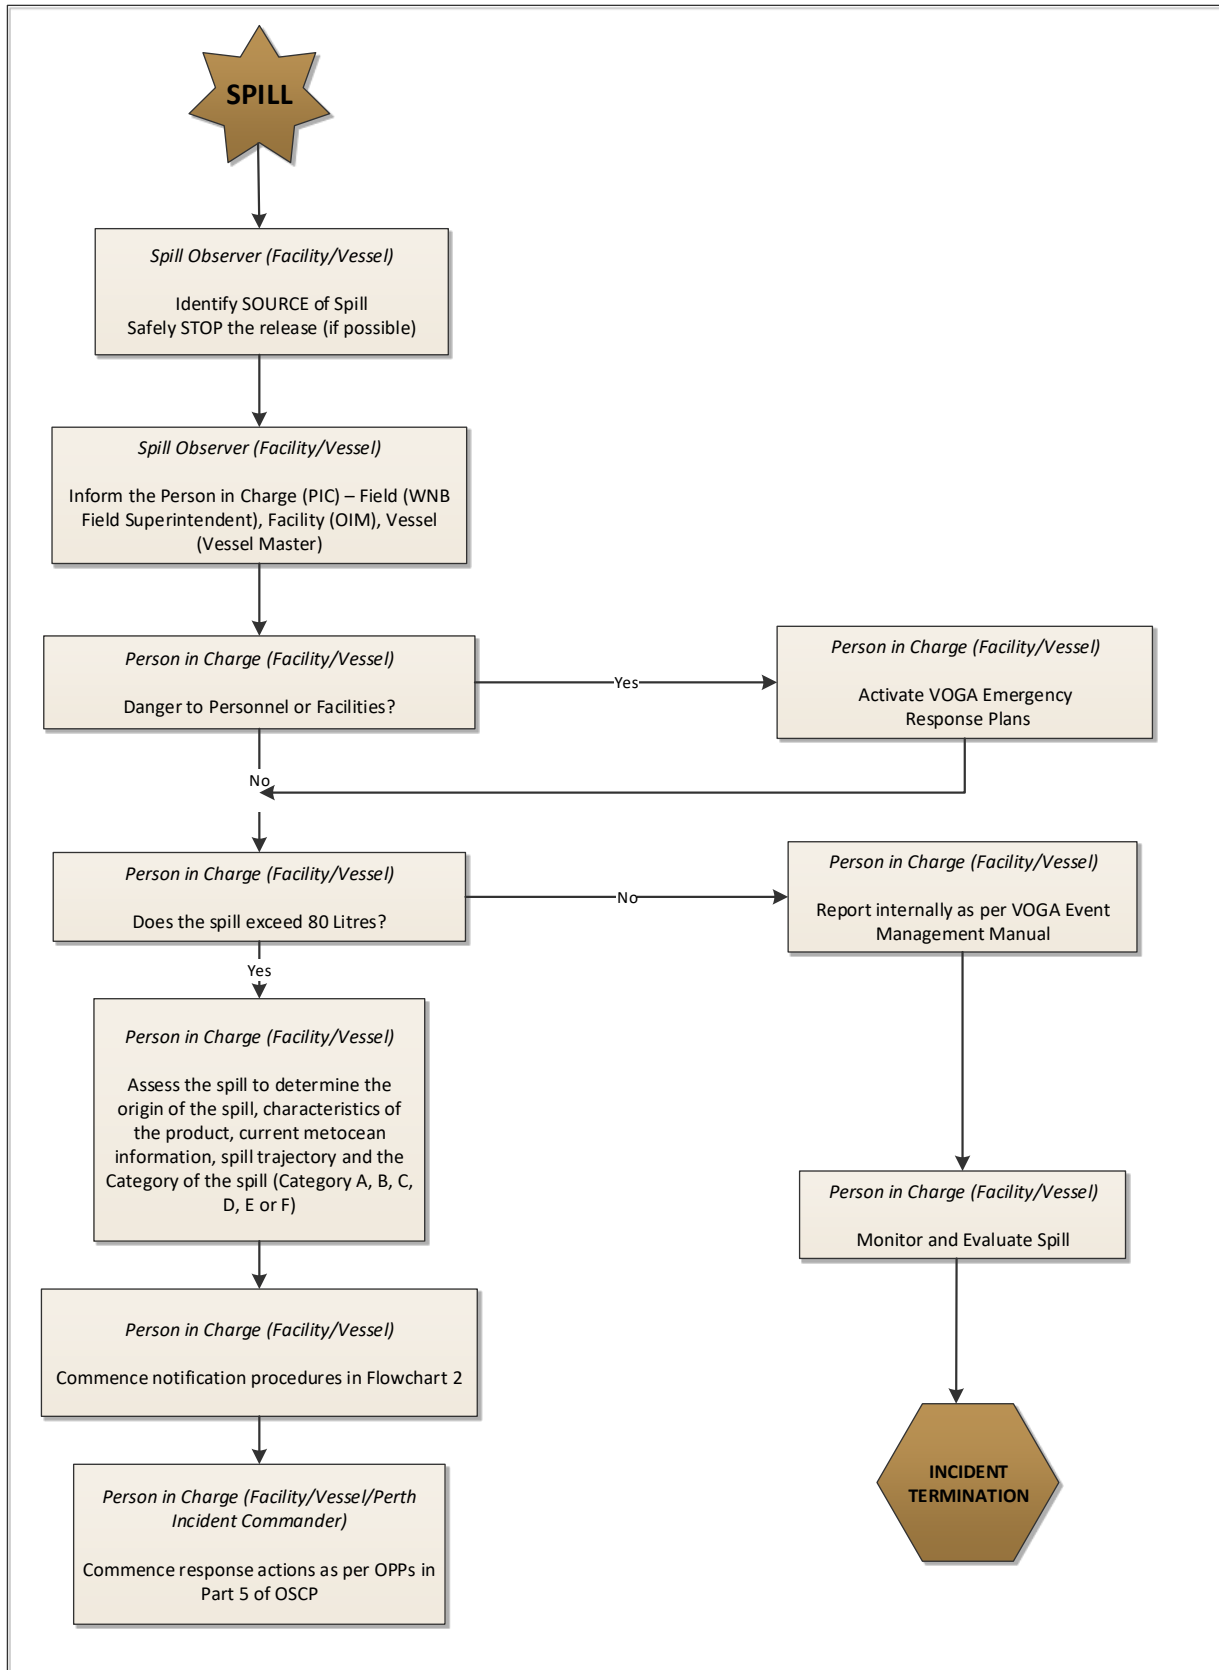 SPILL
Spill Observer (Facility/Vessel)
Identify SOURCE of Spill
Safely STOP the release (if possible)
Spill Observer (Facility/Vessel)
Inform the Person in Charge (PIC) – Field (WNB
Field Superintendent), Facility (OIM), Vessel
(Vessel Master)
Person in Charge (Facility/Vessel)
Danger to Personnel or Facilities?
Yes
Person in Charge (Facility/Vessel)
Activate VOGA Emergency
Response Plans
No
Person in Charge (Facility/Vessel)
Does the spill exceed 80 Litres?
No
Person in Charge (Facility/Vessel)
Report internally as per VOGA Event
Management Manual
Yes
Person in Charge (Facility/Vessel)
Assess the spill to determine the
origin of the spill, characteristics of
the product, current metocean
information, spill trajectory and the
Category of the spill (Category A, B, C,
D, E or F)
Person in Charge (Facility/Vessel)
Monitor and Evaluate Spill
Person in Charge (Facility/Vessel)
Commence notification procedures in Flowchart 2
Person in Charge (Facility/Vessel/Perth
Incident Commander)
Commence response actions as per OPPs in
Part 5 of OSCP
INCIDENT
TERMINATION